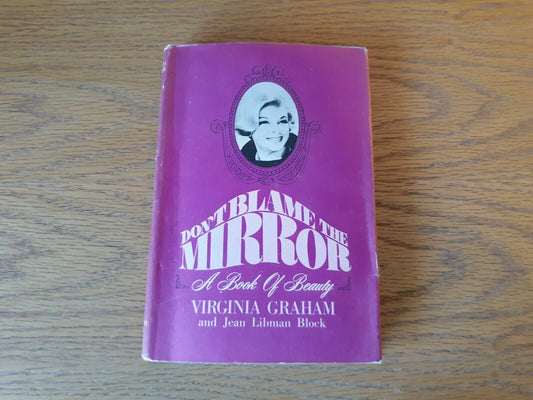 DON'T BLAME THE
MIRROR
A Book Of Beauty
VIRGINIA GRAHAM
and Jean Libman Block